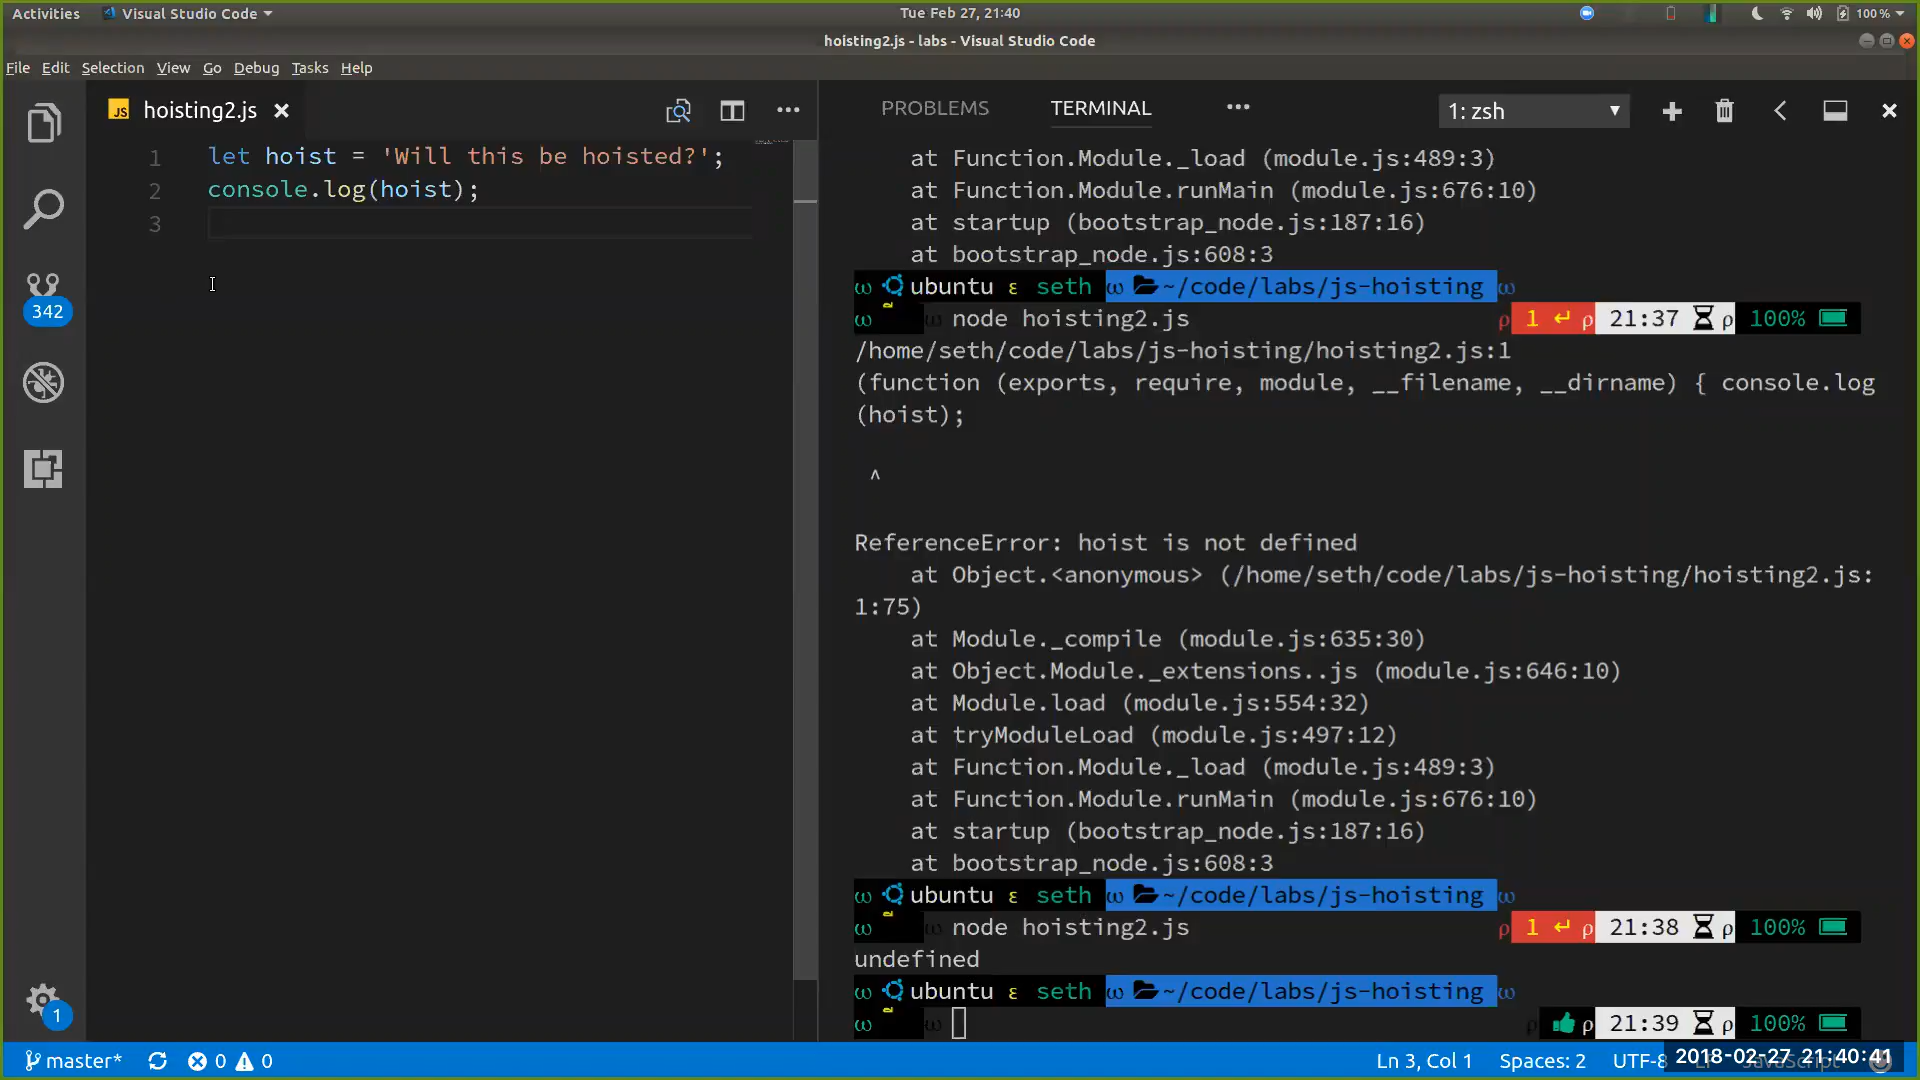 Activities Visual Studio Code Tue Feb 27, 21:40 100 %
hoisting2.js - labs - Visual Studio Code
File Edit Selection View Go Debug Tasks Help
JS hoisting2.js
1 let hoist = 'Will this be hoisted?';
2 console.log(hoist);
3
342
1
PROBLEMS TERMINAL 1: zsh
at Function.Module._load (module.js:489:3)
at Function.Module.runMain (module.js:676:10)
at startup (bootstrap_node.js:187:16)
at bootstrap_node.js:608:3
ω ubuntu ε seth ω ~/code/labs/js-hoisting ω
ω ω node hoisting2.js ρ 1 ↵ ρ 21:37 ρ 100%
/home/seth/code/labs/js-hoisting/hoisting2.js:1
(function (exports, require, module, __filename, __dirname) { console.log
(hoist);
^
ReferenceError: hoist is not defined
at Object.<anonymous> (/home/seth/code/labs/js-hoisting/hoisting2.js:
1:75)
at Module._compile (module.js:635:30)
at Object.Module._extensions..js (module.js:646:10)
at Module.load (module.js:554:32)
at tryModuleLoad (module.js:497:12)
at Function.Module._load (module.js:489:3)
at Function.Module.runMain (module.js:676:10)
at startup (bootstrap_node.js:187:16)
at bootstrap_node.js:608:3
ω ubuntu ε seth ω ~/code/labs/js-hoisting ω
ω ω node hoisting2.js ρ 1 ↵ ρ 21:38 ρ 100%
undefined
ω ubuntu ε seth ω ~/code/labs/js-hoisting ω
ω ω ρ ρ 21:39 ρ 100%
master* 0 0 Ln 3, Col 1 Spaces: 2 UTF-8 2018-02-27 21:40:41